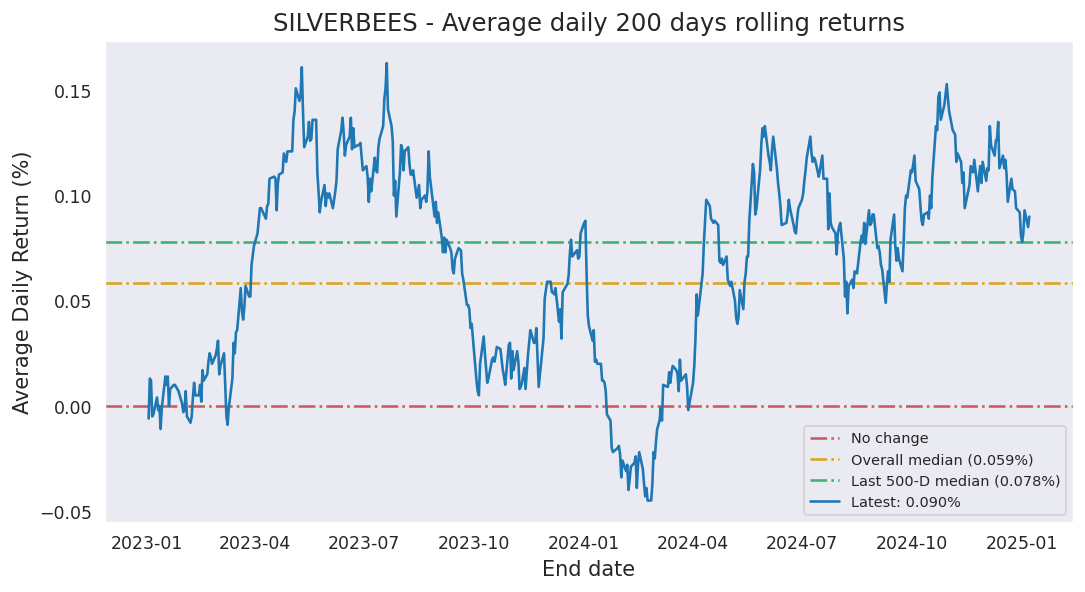 SILVERBEES - Average daily 200 days rolling returns
Average Daily Return (%)
0.15
0.10
0.05
0.00
−0.05
No change
Overall median (0.059%)
Last 500-D median (0.078%)
Latest: 0.090%
2023-01 2023-04 2023-07 2023-10 2024-01 2024-04 2024-07 2024-10 2025-01
End date